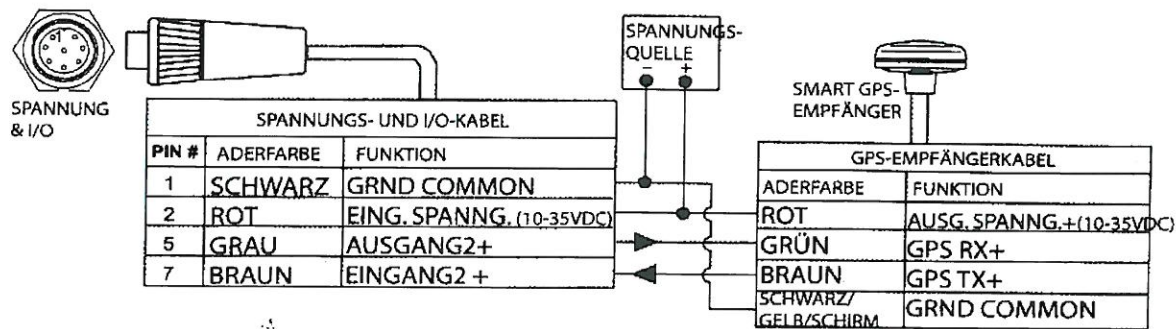 1
SPANNUNG
& I/O
SPANNUNGS-
QUELLE
- +
SMART GPS-
EMPFÄNGER
SPANNUNGS- UND I/O-KABEL
PIN # ADERFARBE FUNKTION
1 SCHWARZ GRND COMMON
2 ROT EING. SPANNG. (10-35VDC)
5 GRAU AUSGANG2+
7 BRAUN EINGANG2 +
GPS-EMPFÄNGERKABEL
ADERFARBE FUNKTION
ROT AUSG. SPANNG.+(10-35VDC)
GRÜN GPS RX+
BRAUN GPS TX+
SCHWARZ/
GELB/SCHIRM GRND COMMON